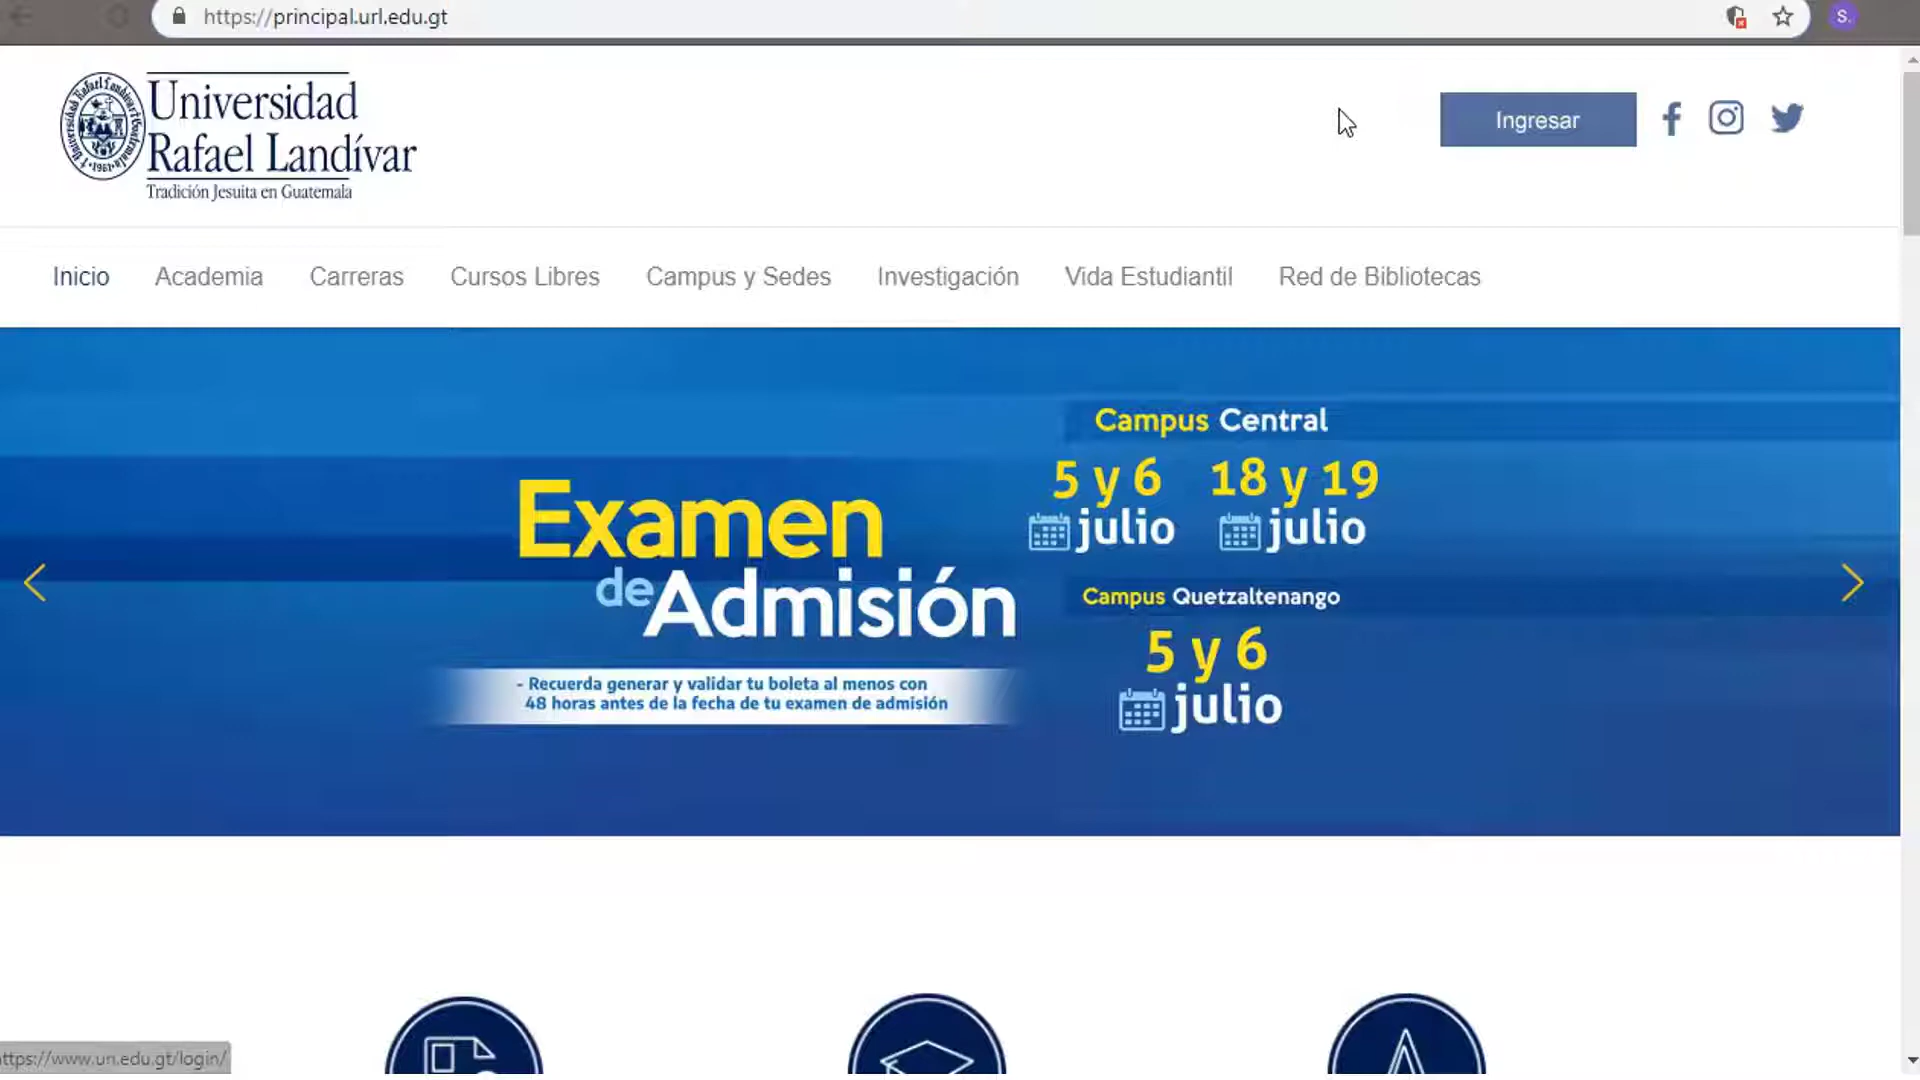 https://principal.url.edu.gt
S.
Universidad
Rafael Landívar
Tradición Jesuita en Guatemala
Ingresar
Inicio Academia Carreras Cursos Libres Campus y Sedes Investigación Vida Estudiantil Red de Bibliotecas
Examen
de Admisión
- Recuerda generar y validar tu boleta al menos con
48 horas antes de la fecha de tu examen de admisión
Campus Central
5 y 6 18 y 19
julio julio
Campus Quetzaltenango
5 y 6
julio
ttps://www.un.edu.gt/login/